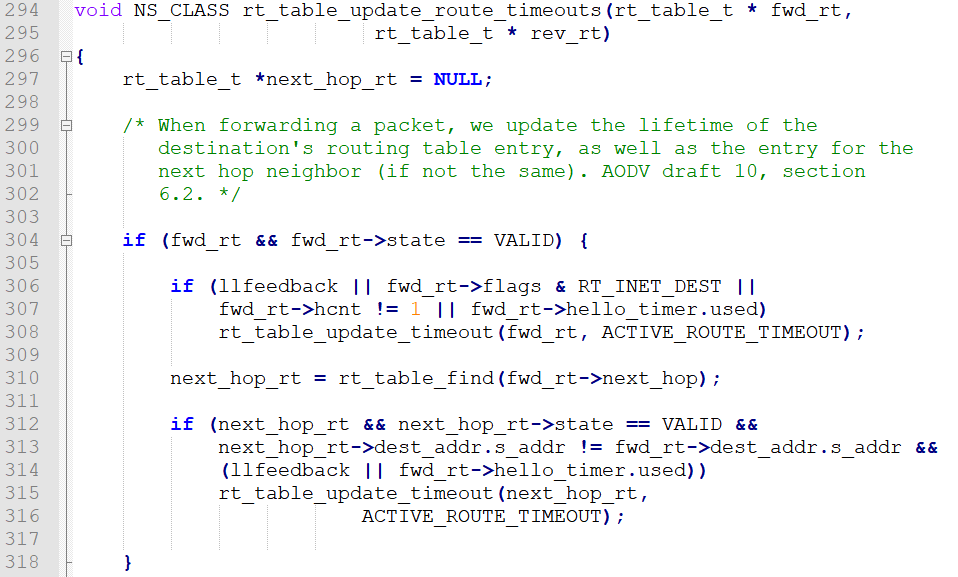 294 void NS_CLASS rt_table_update_route_timeouts(rt_table_t * fwd_rt,
295                          rt_table_t * rev_rt)
296 {
297     rt_table_t *next_hop_rt = NULL;
298
299     /* When forwarding a packet, we update the lifetime of the
300        destination's routing table entry, as well as the entry for the
301        next hop neighbor (if not the same). AODV draft 10, section
302        6.2. */
303
304     if (fwd_rt && fwd_rt->state == VALID) {
305
306         if (llfeedback || fwd_rt->flags & RT_INET_DEST ||
307             fwd_rt->hcnt != 1 || fwd_rt->hello_timer.used)
308             rt_table_update_timeout(fwd_rt, ACTIVE_ROUTE_TIMEOUT);
309
310         next_hop_rt = rt_table_find(fwd_rt->next_hop);
311
312         if (next_hop_rt && next_hop_rt->state == VALID &&
313             next_hop_rt->dest_addr.s_addr != fwd_rt->dest_addr.s_addr &&
314             (llfeedback || fwd_rt->hello_timer.used))
315             rt_table_update_timeout(next_hop_rt,
316                         ACTIVE_ROUTE_TIMEOUT);
317
318     }